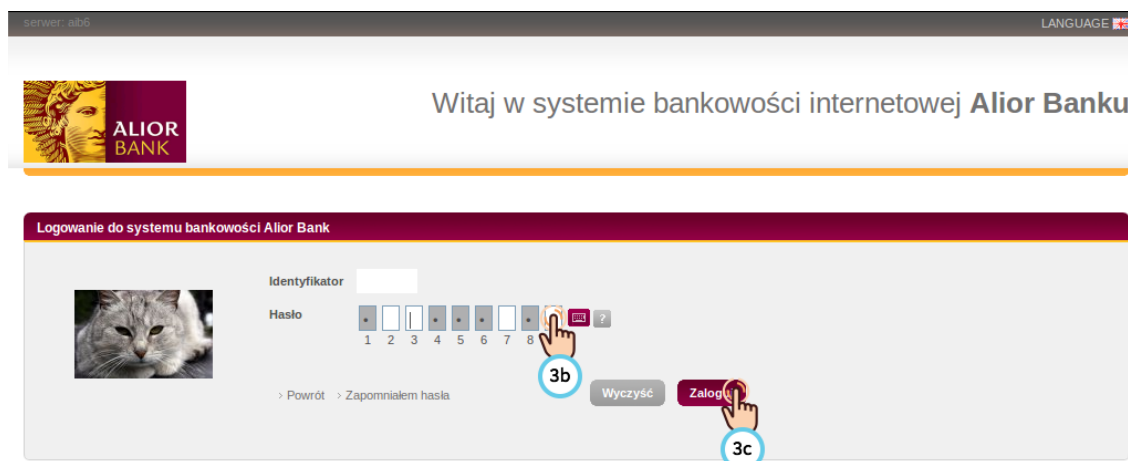 serwer: aib6
LANGUAGE
Witaj w systemie bankowości internetowej Alior Banku
ALIOR
BANK
Logowanie do systemu bankowości Alior Bank
Identyfikator
Hasło
?
1 2 3 4 5 6 7 8
3b
› Powrót › Zapomniałem hasła
Wyczyść
3c